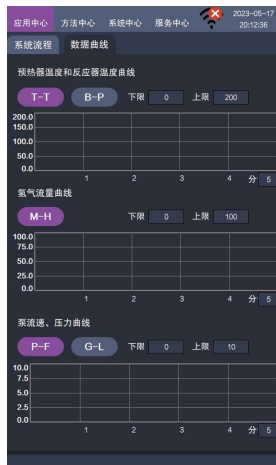 应用中心 方法中心 系统中心 服务中心 2023-05-17
20:12:36
系统流程 数据曲线
预热器温度和反应器温度曲线
T-T B-P 下限 0 上限 200
200.0
150.0
100.0
50.0
0.0
1 2 3 4 分 5
氢气流量曲线
M-H 下限 0 上限 100
100.0
75.0
50.0
25.0
0.0
1 2 3 4 分 5
泵流速、压力曲线
P-F G-L 下限 0 上限 10
10.0
7.5
5.0
2.5
0.0
1 2 3 4 分 5